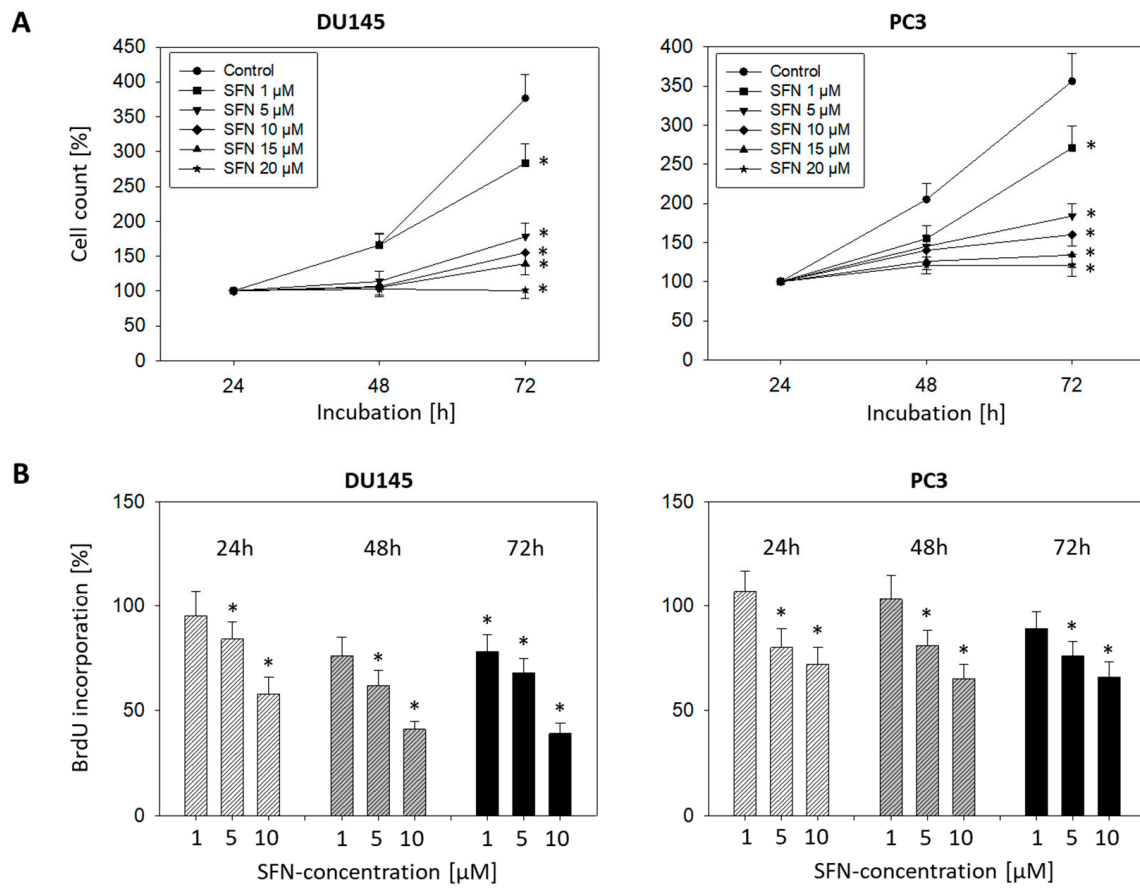 A
DU145
Cell count [%]
450
400
350
300
250
200
150
100
50
0
Control
SFN 1 µM
SFN 5 µM
SFN 10 µM
SFN 15 µM
SFN 20 µM
*
*
*
*
*
24 48 72
Incubation [h]
PC3
400
350
300
250
200
150
100
50
0
Control
SFN 1 µM
SFN 5 µM
SFN 10 µM
SFN 15 µM
SFN 20 µM
*
*
*
*
*
24 48 72
Incubation [h]
B
DU145
BrdU incorporation [%]
150
100
50
0
24h 48h 72h
* * * * * * *
1 5 10 1 5 10 1 5 10
SFN-concentration [µM]
PC3
150
100
50
0
24h 48h 72h
* * * * * *
1 5 10 1 5 10 1 5 10
SFN-concentration [µM]